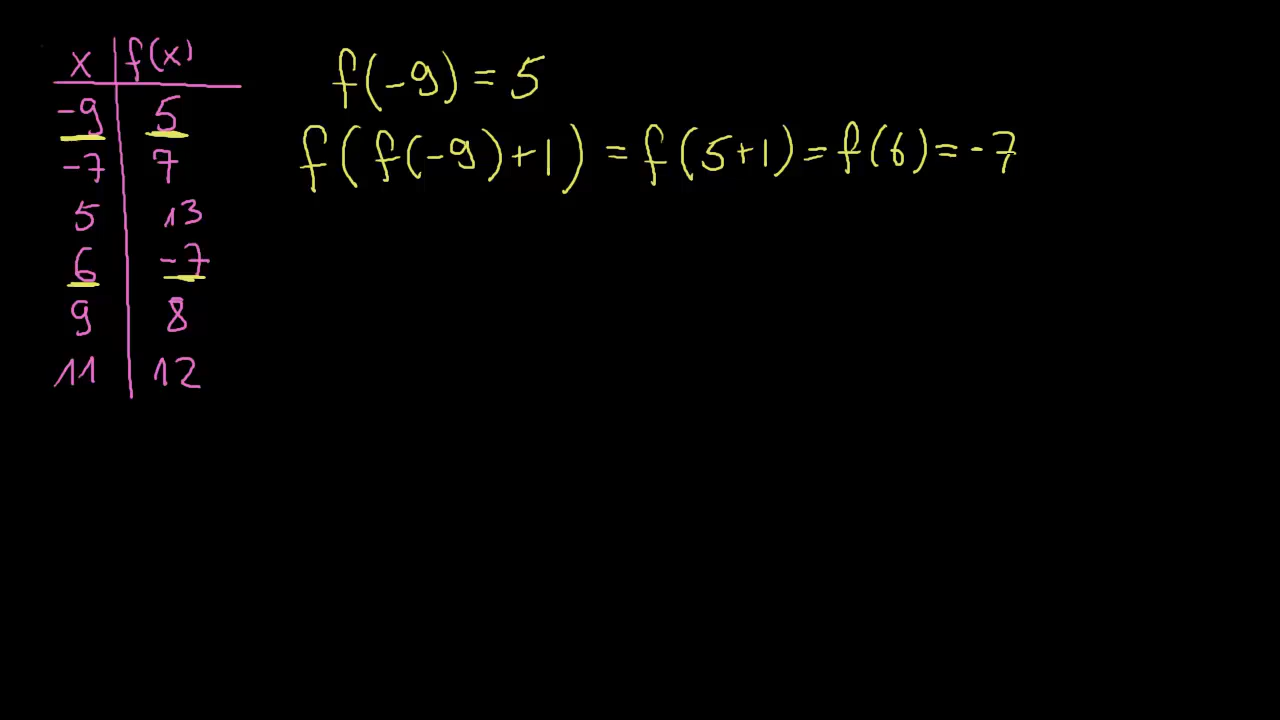 x f(x)
-9 5
-7 7
5 13
6 -7
9 8
11 12
f(-9) = 5
f(f(-9)+1) = f(5+1) = f(6) = -7